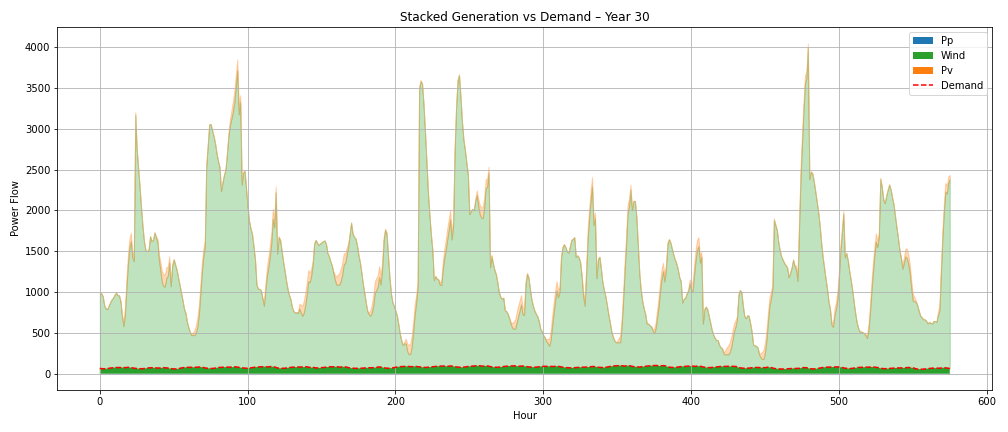 Stacked Generation vs Demand – Year 30
Power Flow
4000
3500
3000
2500
2000
1500
1000
500
0
0 100 200 300 400 500 600
Hour
Pp
Wind
Pv
Demand